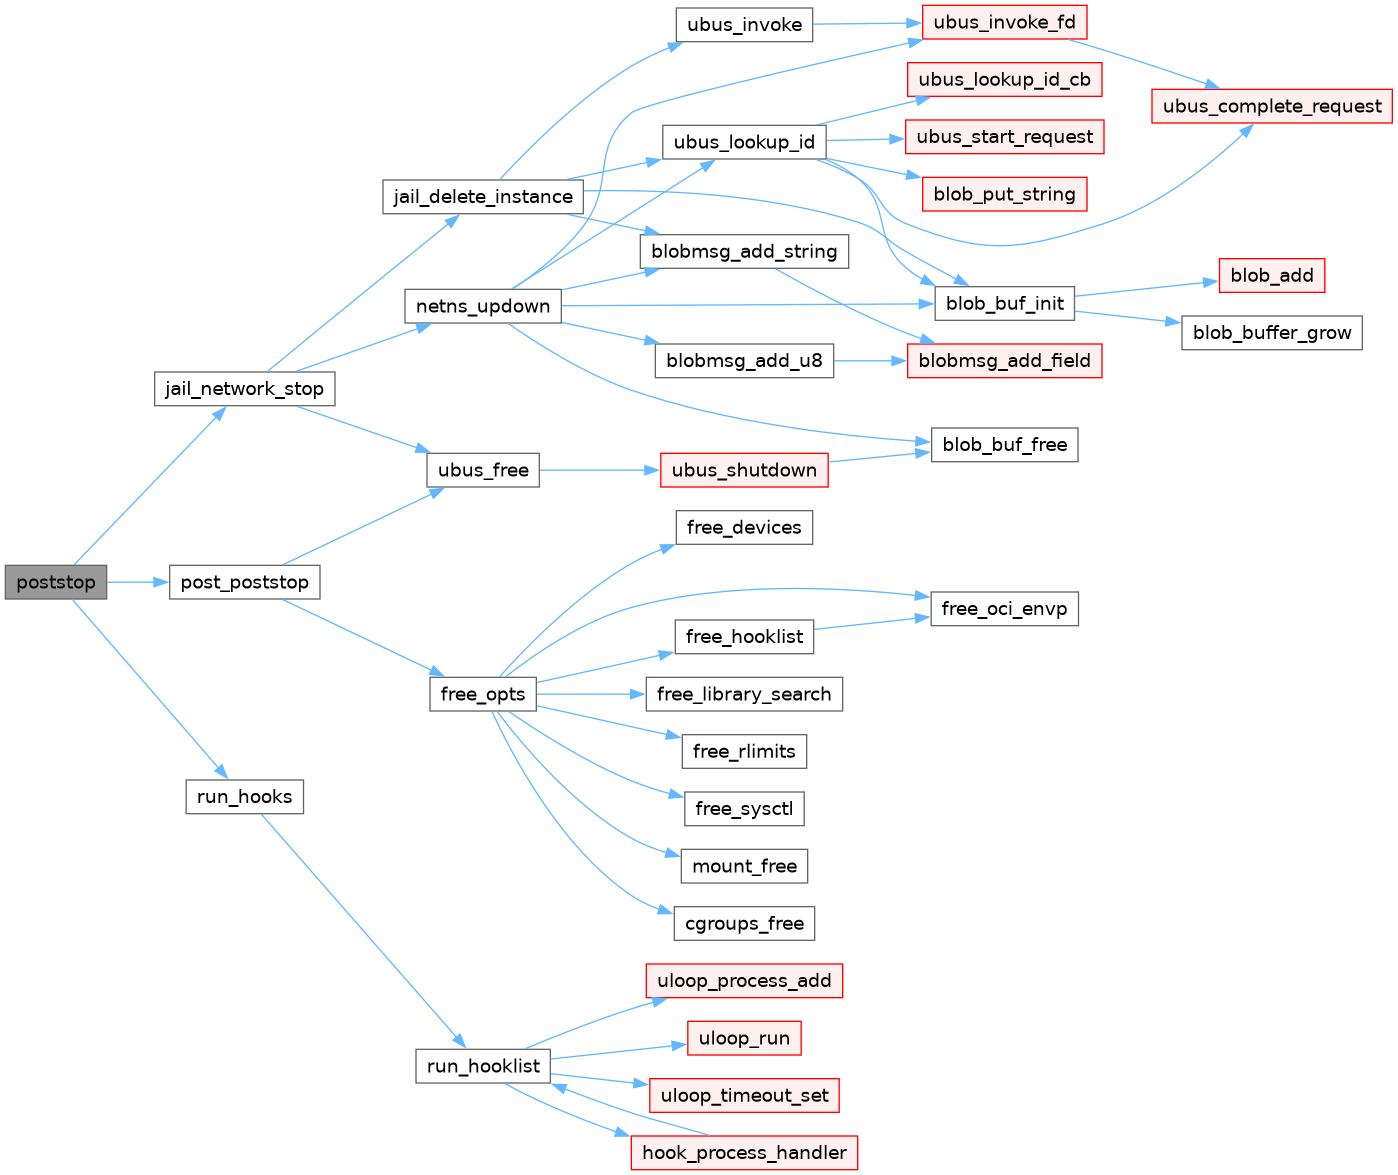 poststop
jail_network_stop
post_poststop
run_hooks
jail_delete_instance
netns_updown
ubus_free
free_opts
run_hooklist
ubus_invoke
ubus_lookup_id
blobmsg_add_string
blobmsg_add_u8
ubus_shutdown
free_devices
free_hooklist
free_library_search
free_rlimits
free_sysctl
mount_free
cgroups_free
uloop_process_add
uloop_run
uloop_timeout_set
hook_process_handler
ubus_invoke_fd
ubus_lookup_id_cb
ubus_start_request
blob_put_string
blob_buf_init
blobmsg_add_field
blob_buf_free
free_oci_envp
ubus_complete_request
blob_add
blob_buffer_grow